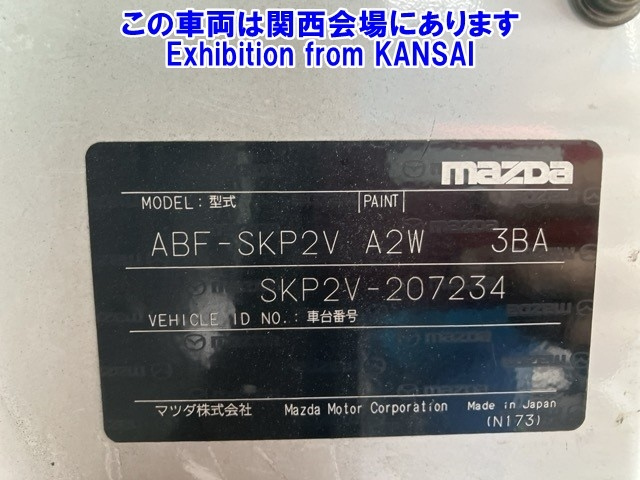 この車両は関西会場にあります
Exhibition from KANSAI
mazda
MODEL: 型式 PAINT
ABF-SKP2V A2W 3BA
SKP2V-207234
VEHICLE ID NO.: 車台番号
マツダ株式会社 Mazda Motor Corporation Made in Japan
(N173)